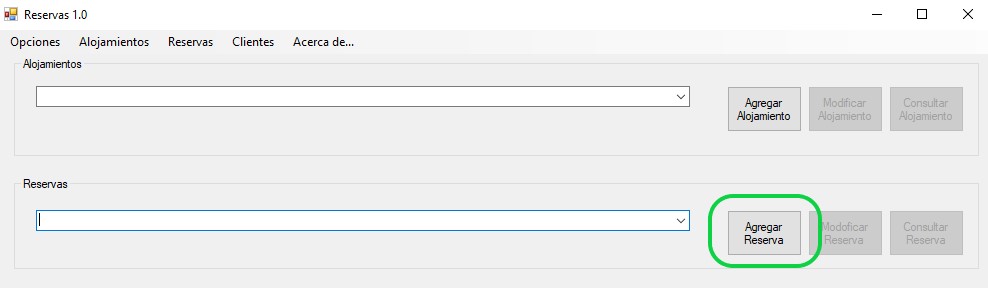 Reservas 1.0
Opciones Alojamientos Reservas Clientes Acerca de...
Alojamientos
Agregar Alojamiento
Modificar Alojamiento
Consultar Alojamiento
Reservas
Agregar Reserva
Modoficar Reserva
Consultar Reserva